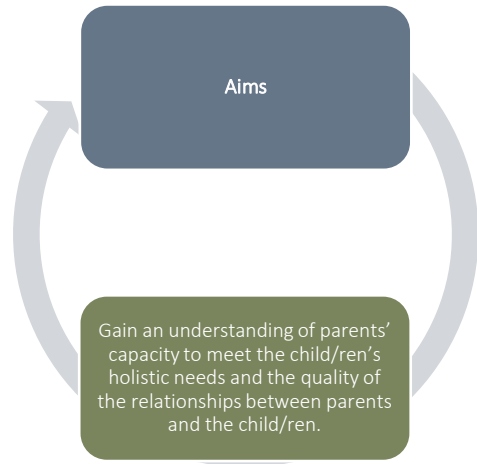 Aims
Gain an understanding of parents’
capacity to meet the child/ren’s
holistic needs and the quality of
the relationships between parents
and the child/ren.